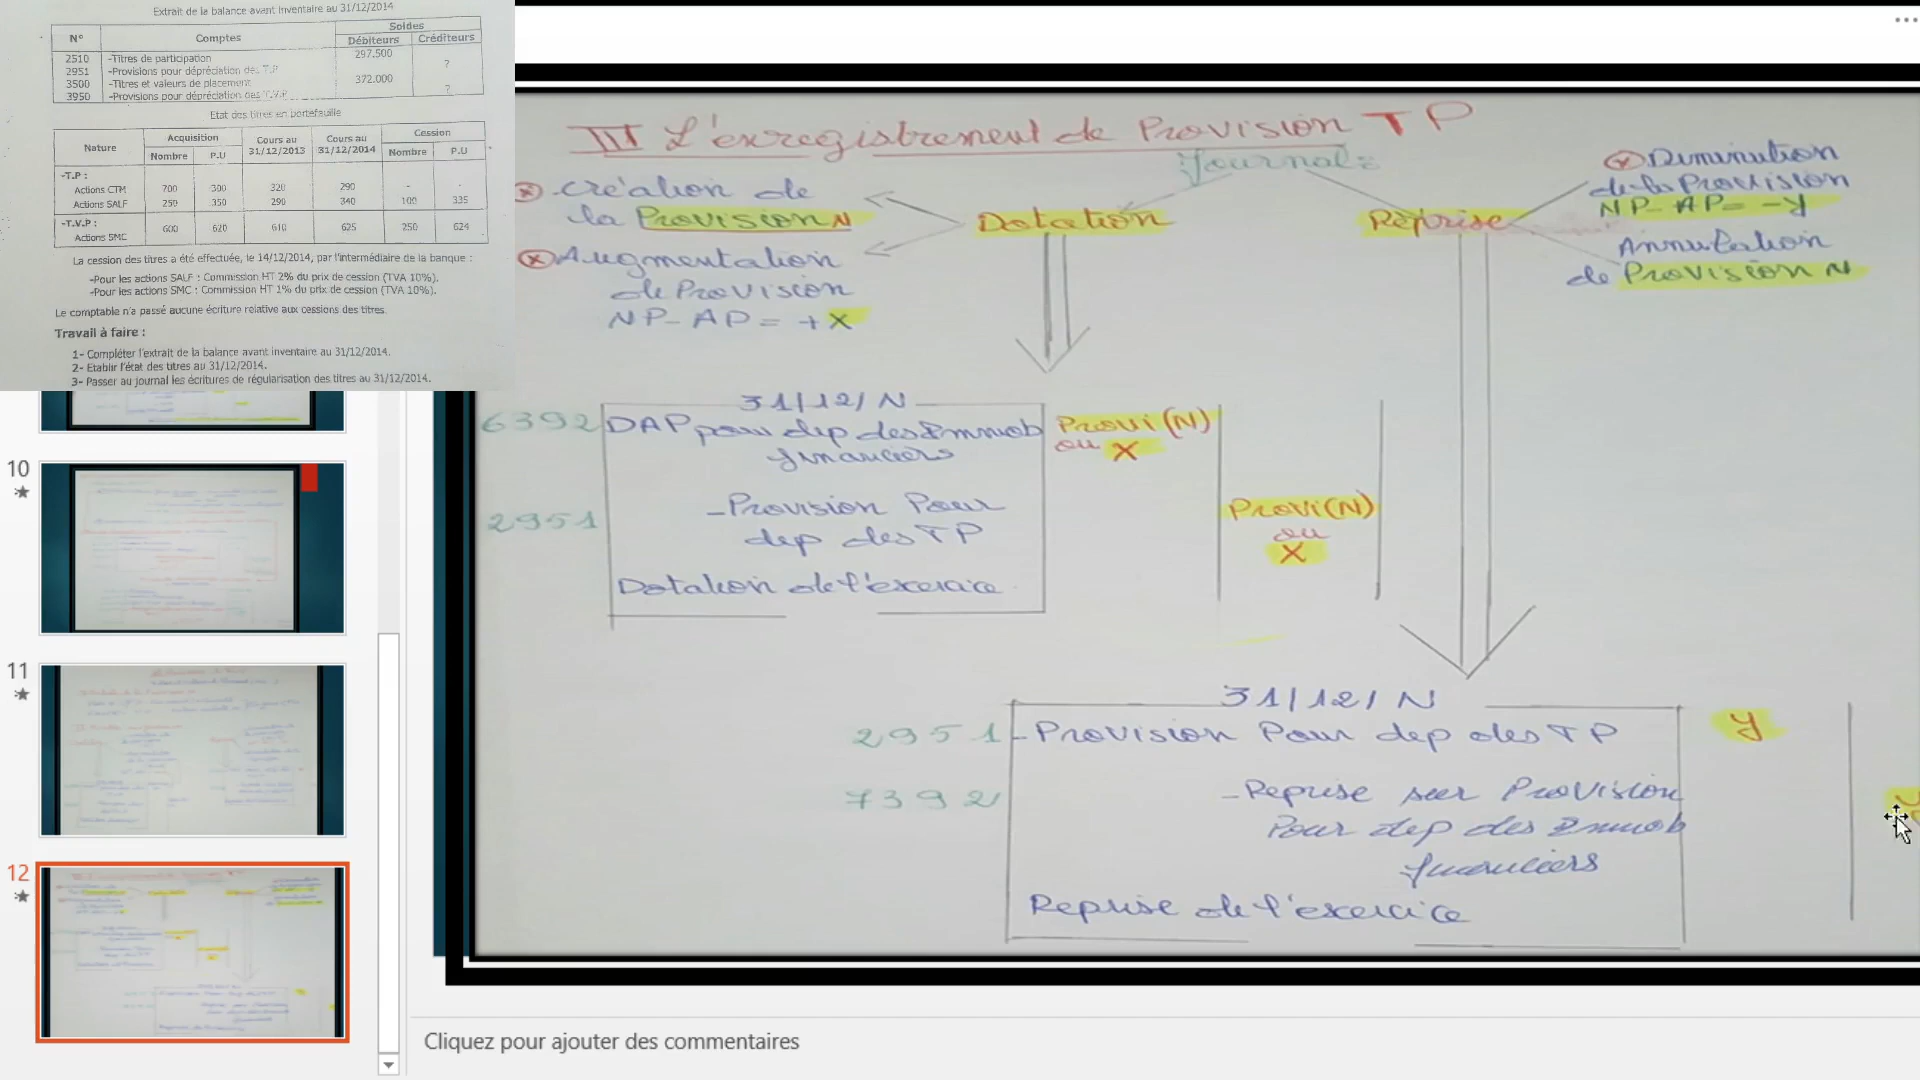 Extrait de la balance avant inventaire au 31/12/2014
N° Comptes Soldes
Débiteurs Créditeurs
2510 -Titres de participation 297.500
2951 -Provisions pour dépréciation des T.P ?
3500 -Titres et valeurs de placement 372.000
3950 -Provisions pour dépréciation des T.V.P ?
Etat des titres en portefeuille
Nature Acquisition Cours au 31/12/2013 Cours au 31/12/2014 Cession
Nombre P.U Nombre P.U
-T.P :
Actions CTM 700 300 320 290 - -
Actions SALF 250 350 290 340 100 335
-T.V.P :
Actions SMC 600 620 610 625 250 624
La cession des titres a été effectuée, le 14/12/2014, par l'intermédiaire de la banque :
-Pour les actions SALF : Commission HT 2% du prix de cession (TVA 10%).
-Pour les actions SMC : Commission HT 1% du prix de cession (TVA 10%).
Le comptable n'a passé aucune écriture relative aux cessions des titres.
Travail à faire :
1- Compléter l'extrait de la balance avant inventaire au 31/12/2014.
2- Etablir l'état des titres au 31/12/2014.
3- Passer au journal les écritures de régularisation des titres au 31/12/2014.
III L'enregistrement de Provision TP
Journal :
création de
la Provision N
Augmentation
de Provision
NP - AP = + X
Dotation
Reprise
Diminution
de la Provision
NP - AP = - y
Annulation
de Provision N
31/12/N
6392 DAP pour dep des Immob Provi(N)
financiers ou X
2951 - Provision Pour Provi(N)
dep des TP ou
X
Dotation de l'exercice
31/12/N
2951 - Provision Pour dep des TP y
7392 - Reprise sur Provision
Pour dep des Immob
financiers
Reprise de l'exercice
10
11
12
Cliquez pour ajouter des commentaires